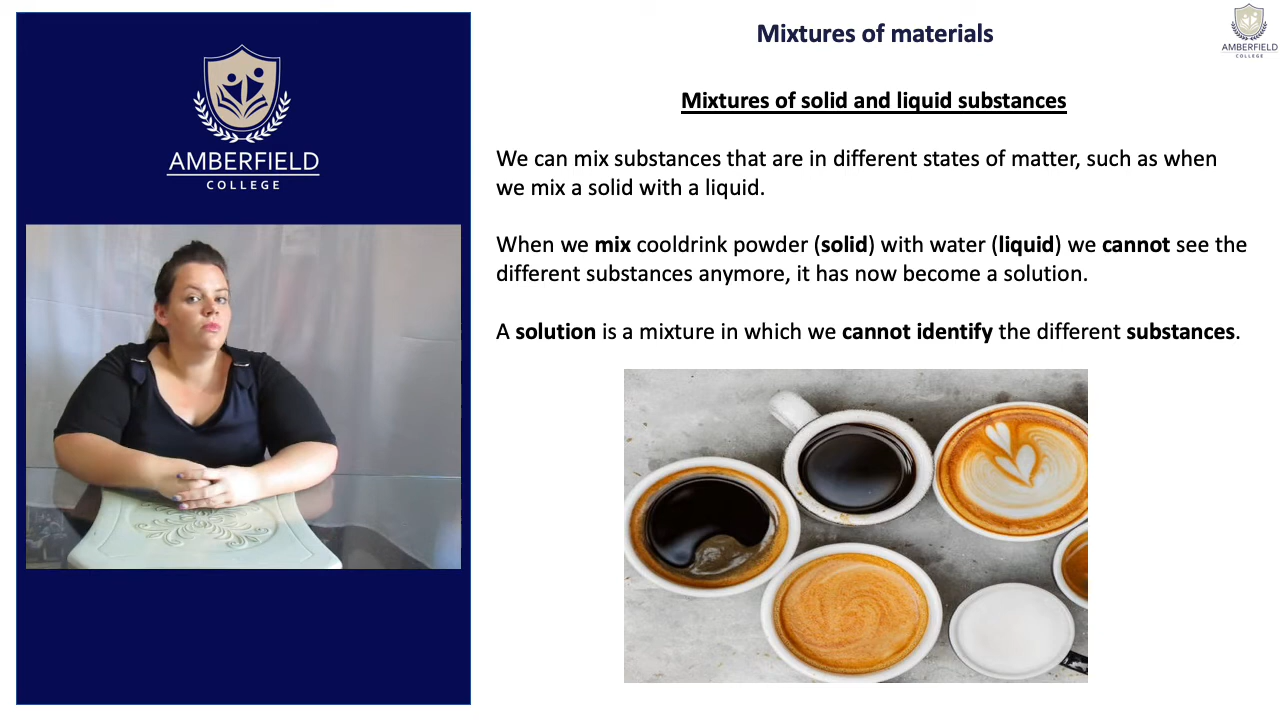 AMBERFIELD
COLLEGE
Mixtures of materials
AMBERFIELD
COLLEGE
Mixtures of solid and liquid substances
We can mix substances that are in different states of matter, such as when
we mix a solid with a liquid.
When we mix cooldrink powder (solid) with water (liquid) we cannot see the
different substances anymore, it has now become a solution.
A solution is a mixture in which we cannot identify the different substances.